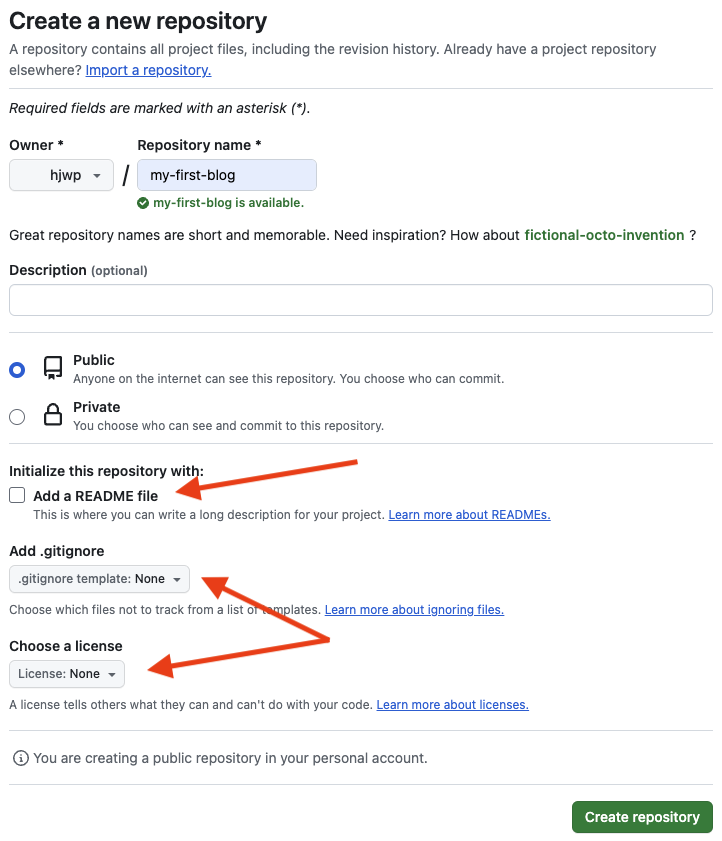 Create a new repository
A repository contains all project files, including the revision history. Already have a project repository
elsewhere? Import a repository.
Required fields are marked with an asterisk (*).
Owner * Repository name *
hjwp / my-first-blog
my-first-blog is available.
Great repository names are short and memorable. Need inspiration? How about fictional-octo-invention ?
Description (optional)
Public
Anyone on the internet can see this repository. You choose who can commit.
Private
You choose who can see and commit to this repository.
Initialize this repository with:
Add a README file
This is where you can write a long description for your project. Learn more about READMEs.
Add .gitignore
.gitignore template: None
Choose which files not to track from a list of templates. Learn more about ignoring files.
Choose a license
License: None
A license tells others what they can and can't do with your code. Learn more about licenses.
You are creating a public repository in your personal account.
Create repository